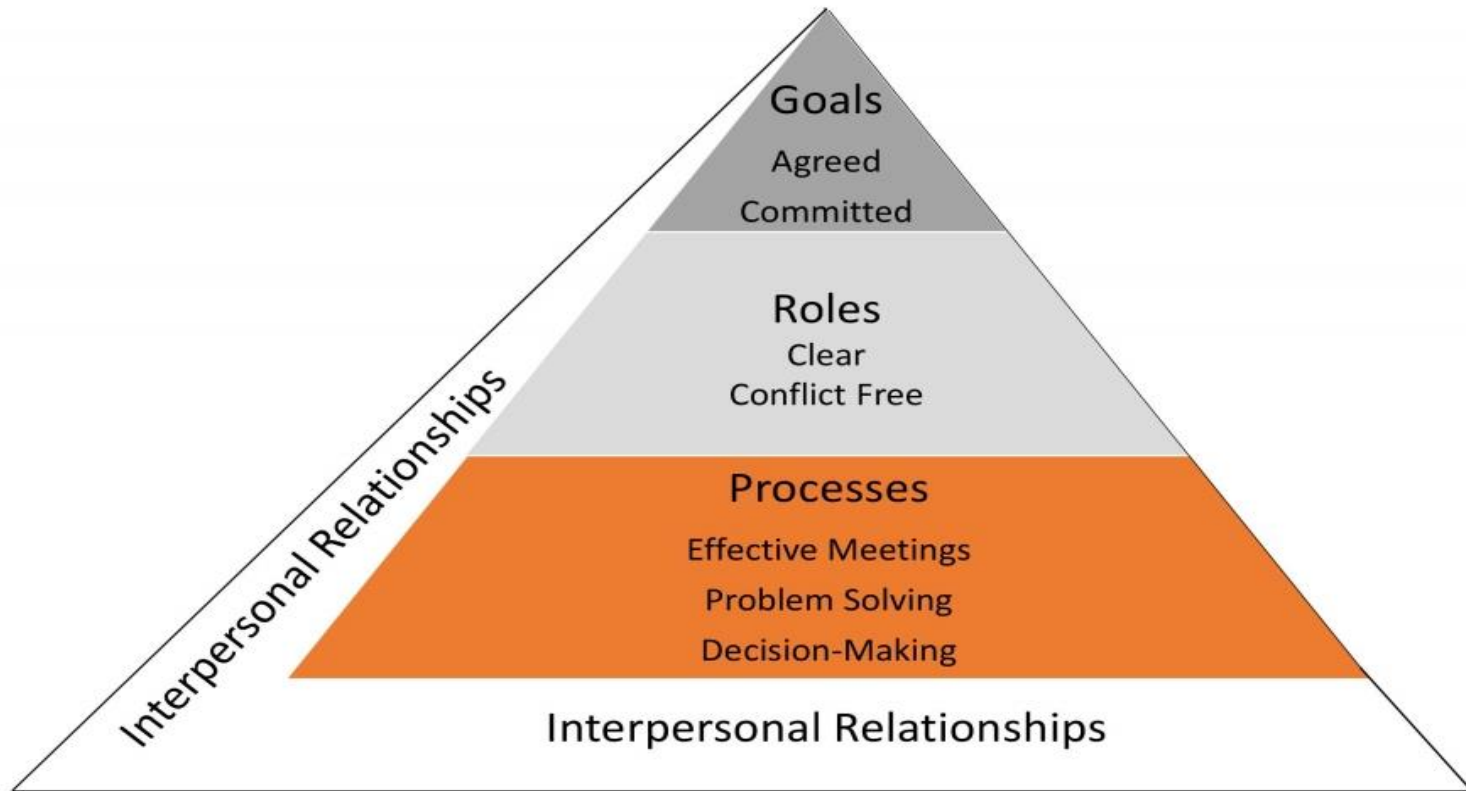 Goals
Agreed
Committed
Roles
Clear
Conflict Free
Processes
Effective Meetings
Problem Solving
Decision-Making
Interpersonal Relationships
Interpersonal Relationships